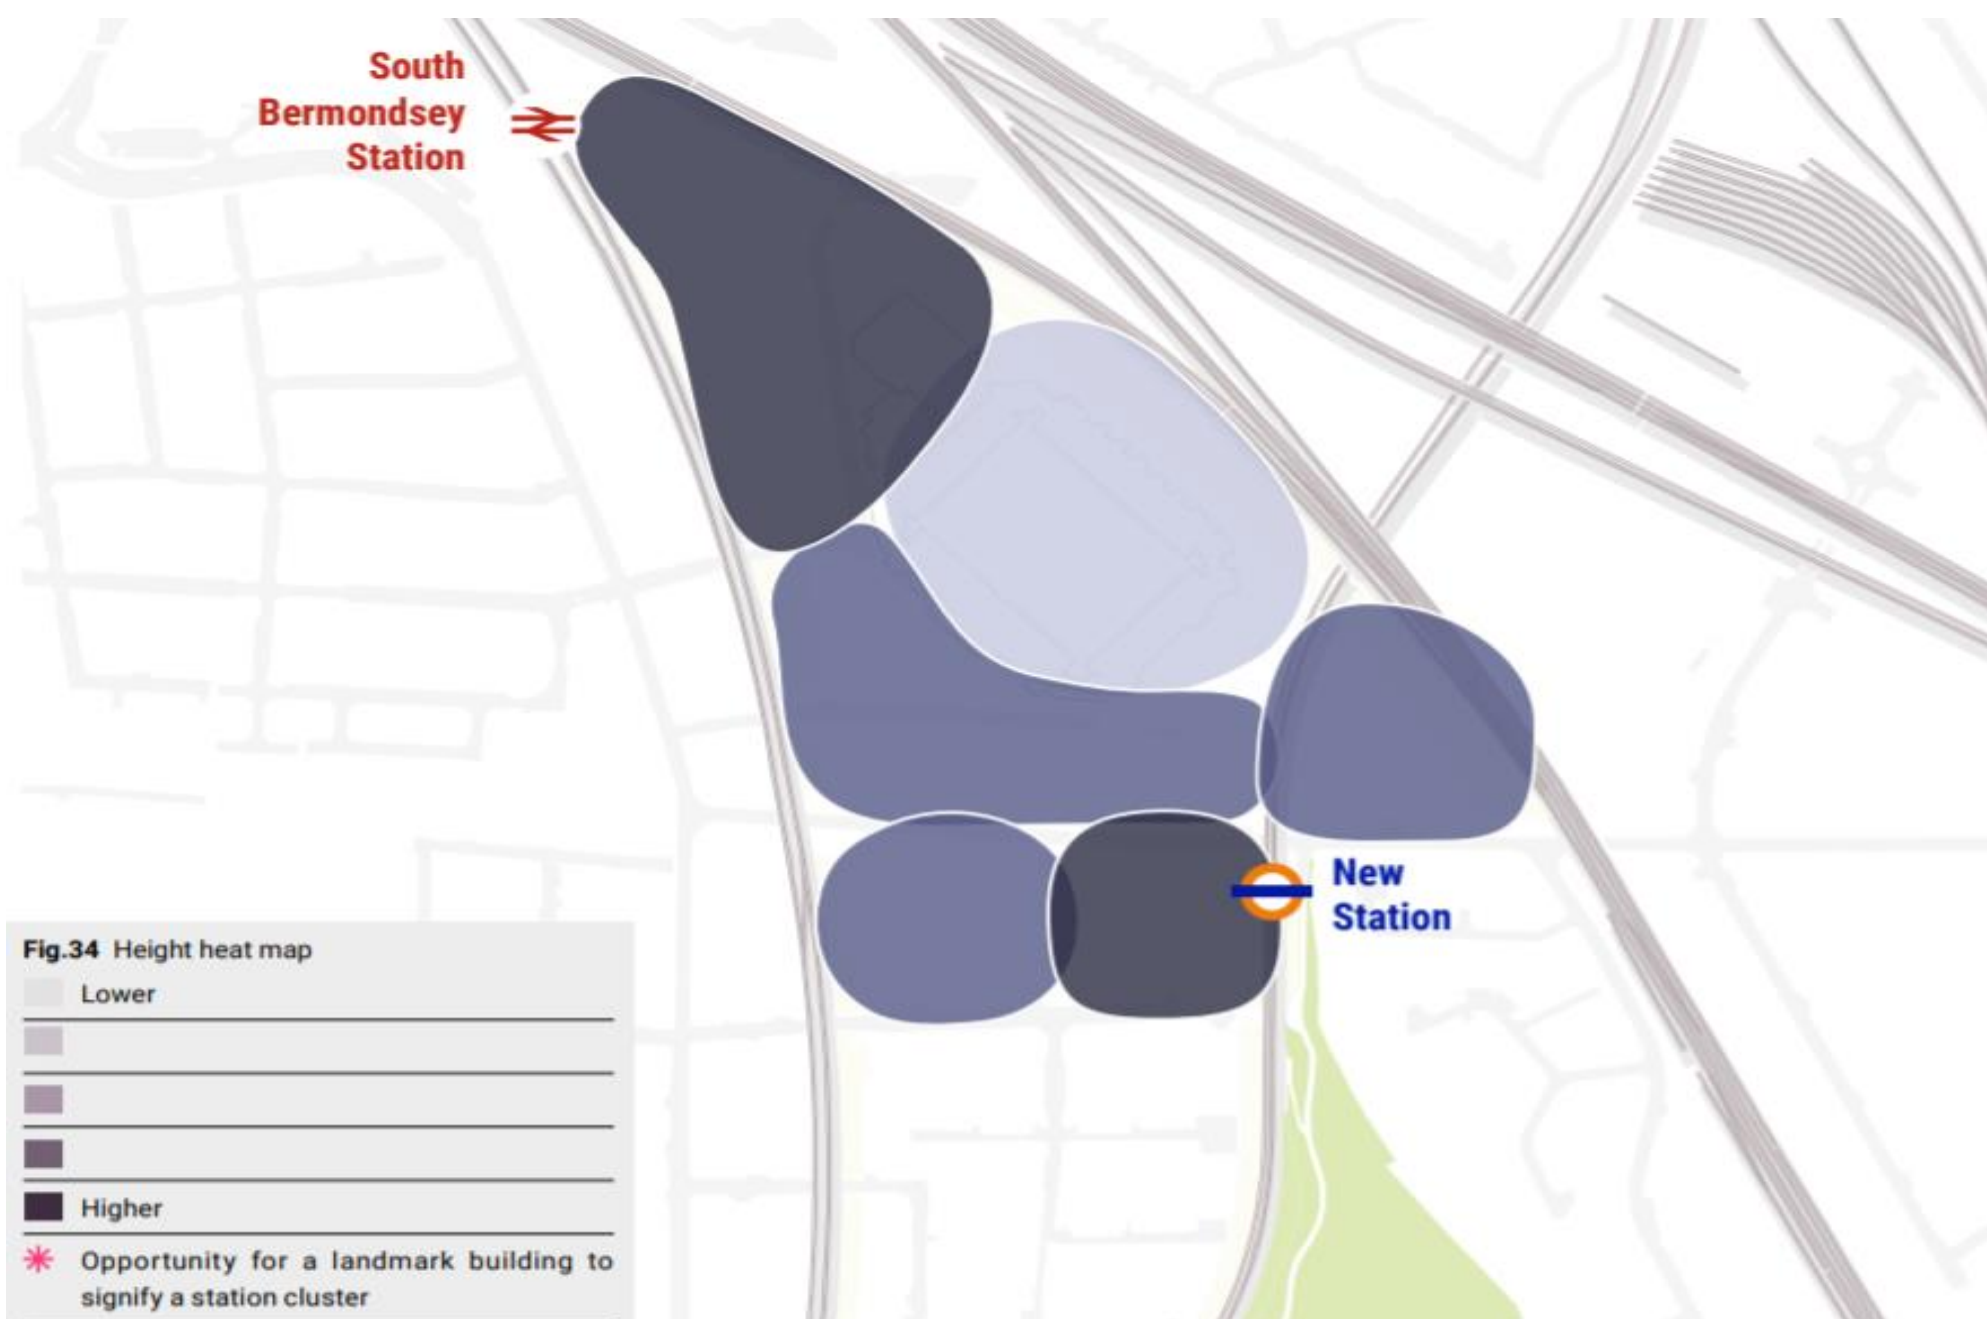 South
Bermondsey
Station
New
Station
Fig.34 Height heat map
Lower
Higher
Opportunity for a landmark building to
signify a station cluster